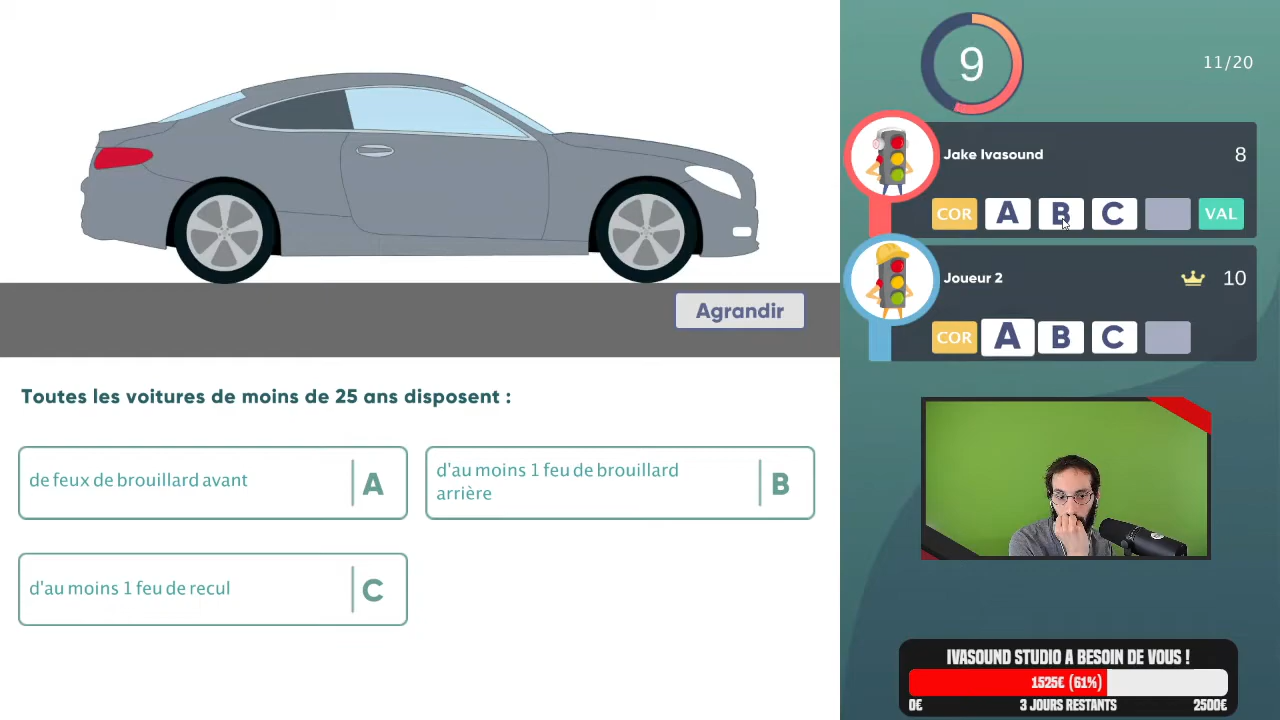 9
11/20
Jake Ivasound
8
COR A B C VAL
Joueur 2
10
COR A B C
Agrandir
Toutes les voitures de moins de 25 ans disposent :
de feux de brouillard avant
A
d'au moins 1 feu de brouillard
arrière
B
d'au moins 1 feu de recul
C
IVASOUND STUDIO A BESOIN DE VOUS !
1525€ (61%)
0€
3 JOURS RESTANTS
2500€